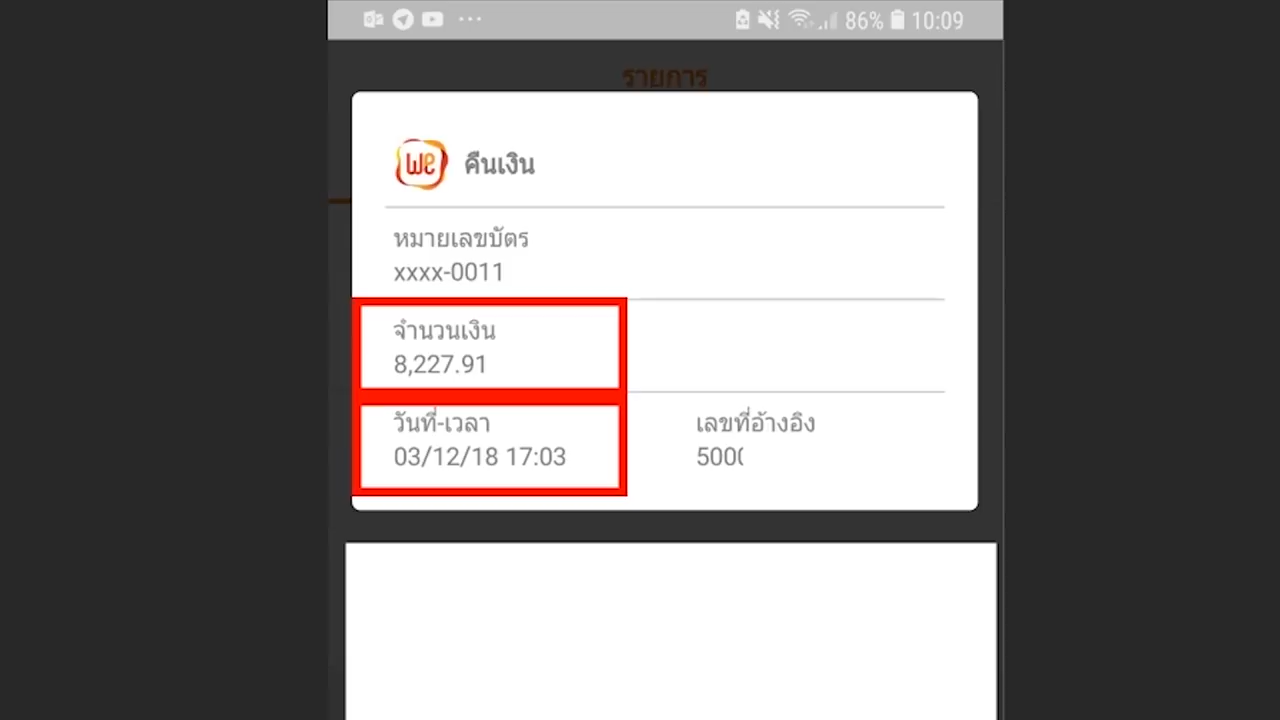 86% 10:09
รายการ
we คืนเงิน
หมายเลขบัตร
xxxx-0011
จำนวนเงิน
8,227.91
วันที่-เวลา
03/12/18 17:03
เลขที่อ้างอิง
500